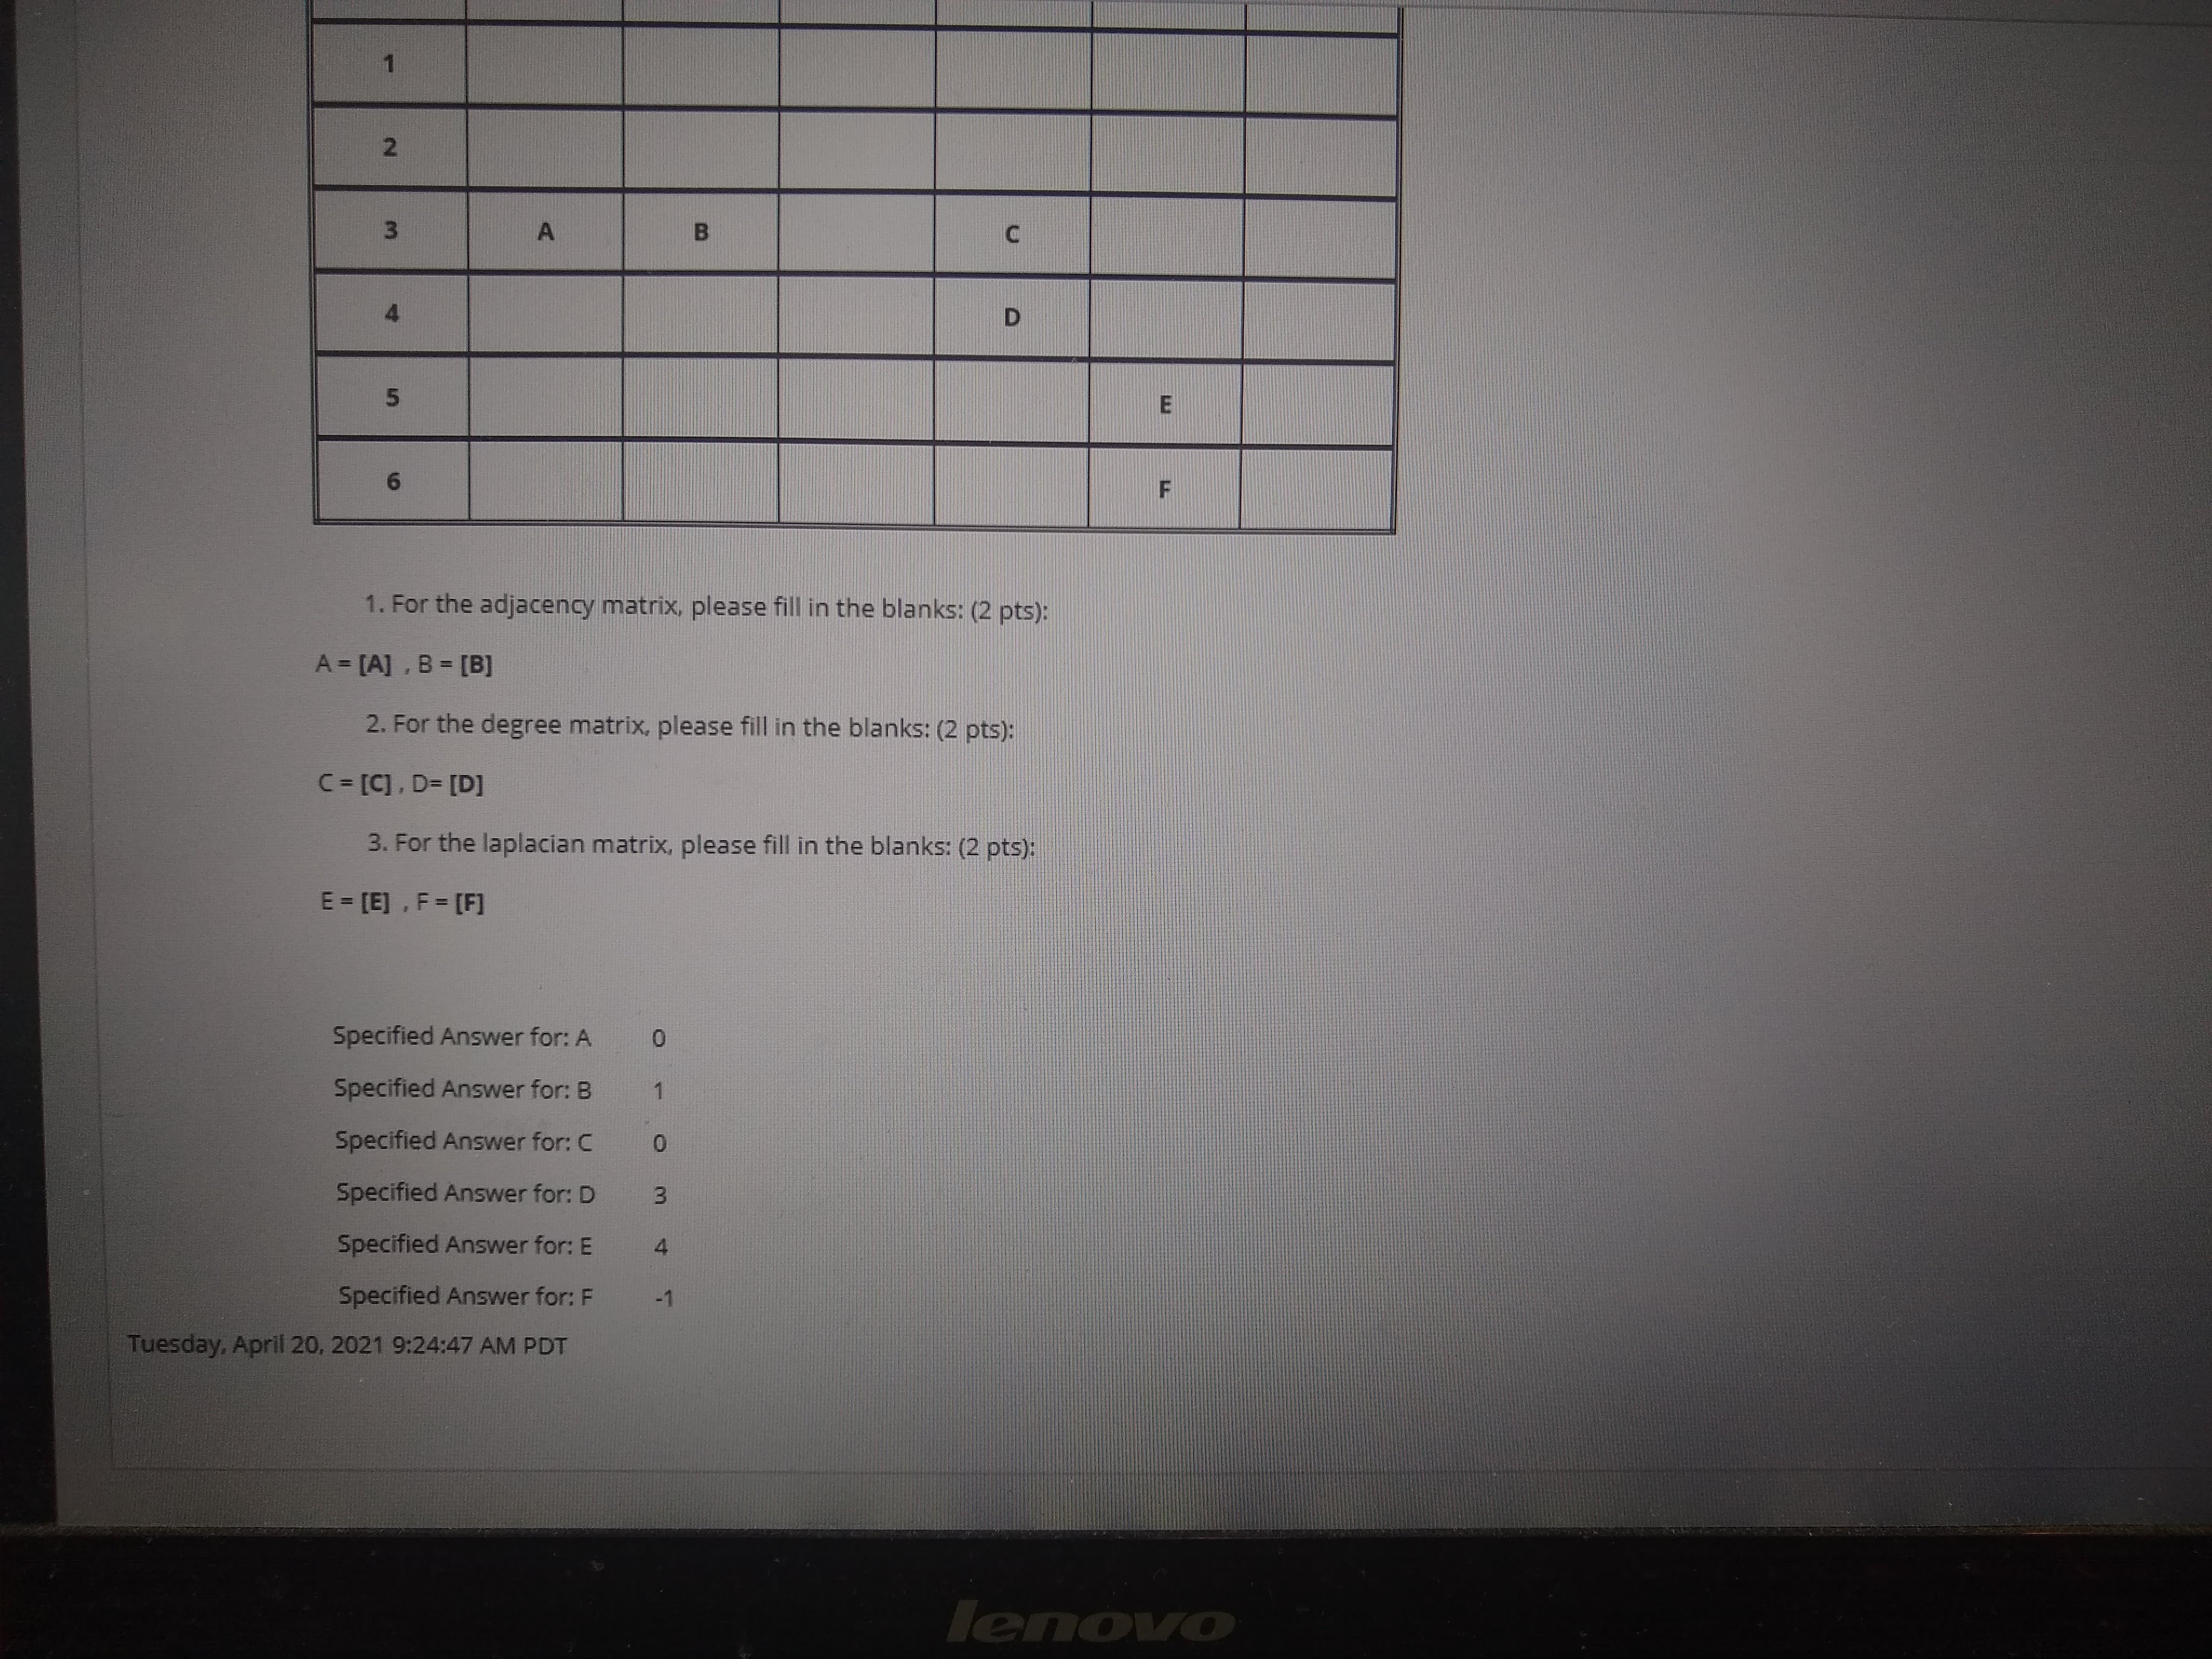 1
2
3 A B C
4 D
5 E
6 F
1. For the adjacency matrix, please fill in the blanks: (2 pts):
A = [A] , B = [B]
2. For the degree matrix, please fill in the blanks: (2 pts):
C = [C] , D= [D]
3. For the laplacian matrix, please fill in the blanks: (2 pts):
E = [E] , F = [F]
Specified Answer for: A 0
Specified Answer for: B 1
Specified Answer for: C 0
Specified Answer for: D 3
Specified Answer for: E 4
Specified Answer for: F -1
Tuesday, April 20, 2021 9:24:47 AM PDT
lenovo